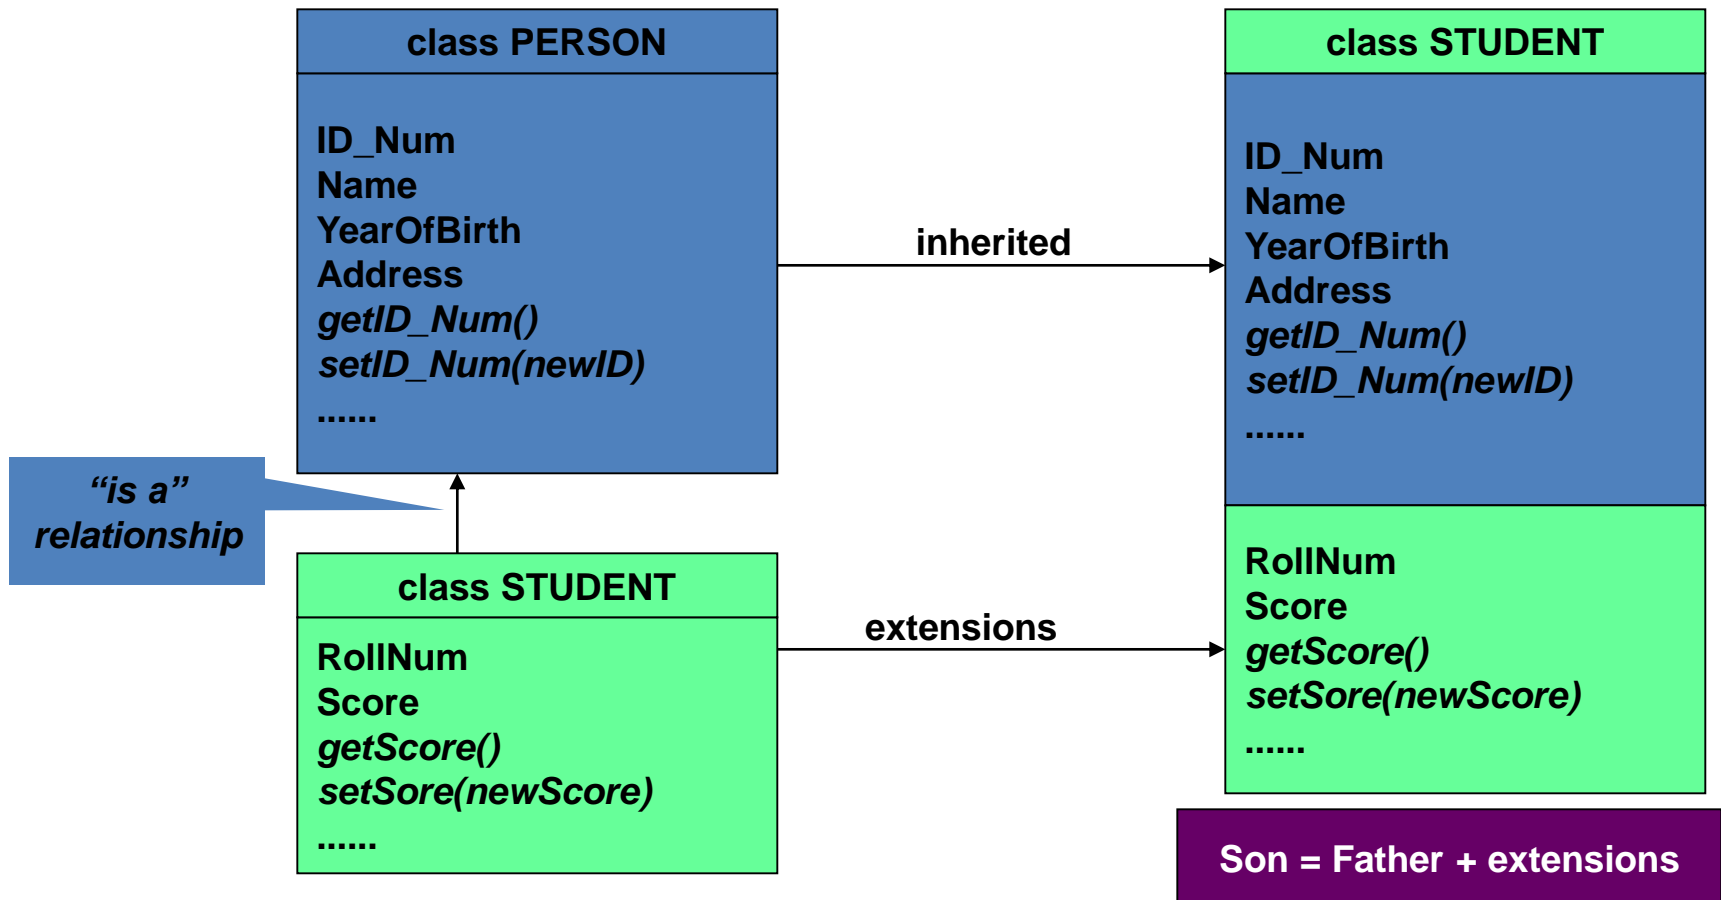 class PERSON
ID_Num
Name
YearOfBirth
Address
getID_Num()
setID_Num(newID)
......
inherited
class STUDENT
ID_Num
Name
YearOfBirth
Address
getID_Num()
setID_Num(newID)
......
RollNum
Score
getScore()
setSore(newScore)
......
“is a”
relationship
class STUDENT
RollNum
Score
getScore()
setSore(newScore)
......
extensions
Son = Father + extensions